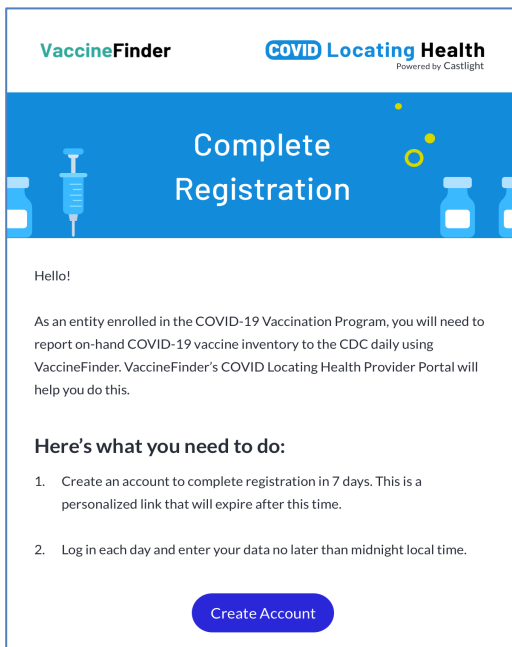 VaccineFinder
COVID Locating Health
Powered by Castlight
Complete
Registration
Hello!
As an entity enrolled in the COVID-19 Vaccination Program, you will need to
report on-hand COVID-19 vaccine inventory to the CDC daily using
VaccineFinder. VaccineFinder’s COVID Locating Health Provider Portal will
help you do this.
Here’s what you need to do:
1. Create an account to complete registration in 7 days. This is a
personalized link that will expire after this time.
2. Log in each day and enter your data no later than midnight local time.
Create Account